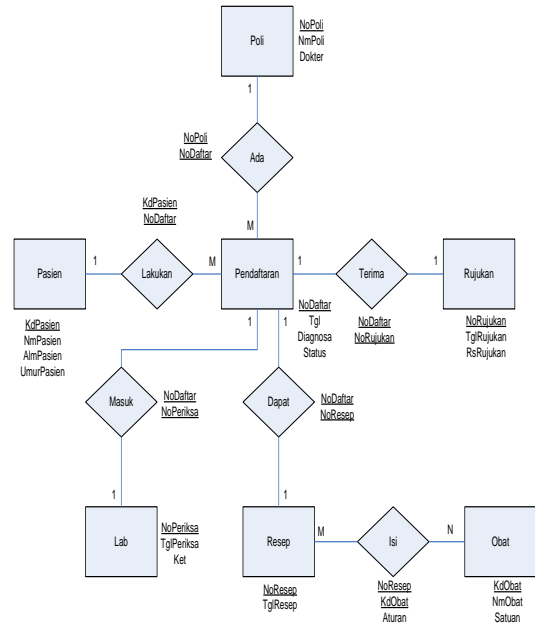 Poli
NoPoli
NmPoli
Dokter
1
NoPoli
NoDaftar
Ada
M
KdPasien
NoDaftar
Pasien
1
Lakukan
M
Pendaftaran
1
Terima
1
Rujukan
KdPasien
NmPasien
AlmPasien
UmurPasien
1
1
NoDaftar
Tgl
Diagnosa
Status
NoDaftar
NoRujukan
NoRujukan
TglRujukan
RsRujukan
Masuk
NoDaftar
NoPeriksa
Dapat
NoDaftar
NoResep
1
1
Lab
NoPeriksa
TglPeriksa
Ket
Resep
M
Isi
N
Obat
NoResep
TglResep
NoResep
KdObat
Aturan
KdObat
NmObat
Satuan